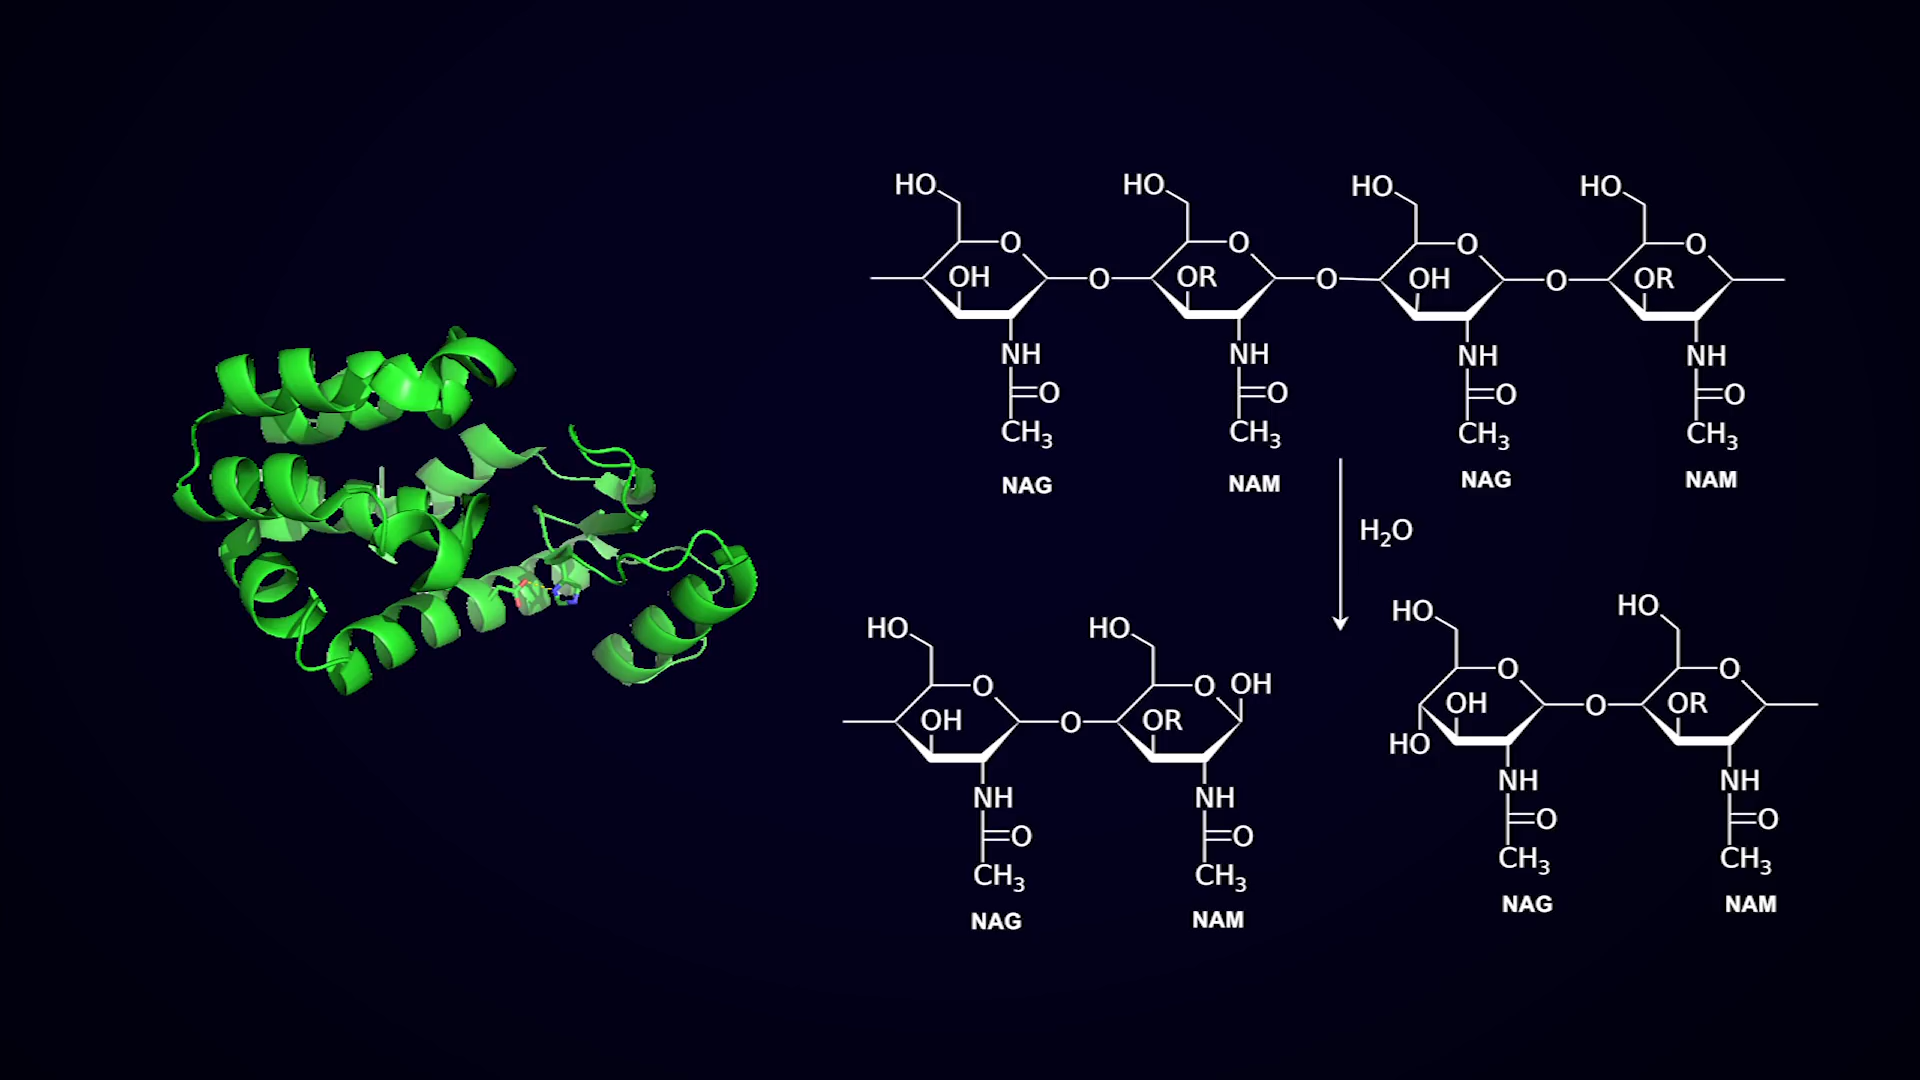 HO HO HO HO
O O O O
OH O OR O OH O OR
NH NH NH NH
O O O O
CH₃ CH₃ CH₃ CH₃
NAG NAM NAG NAM
H₂O
HO HO HO HO
O O OH O O
OH O OR OH O OR
HO
NH NH NH NH
O O O O
CH₃ CH₃ CH₃ CH₃
NAG NAM NAG NAM